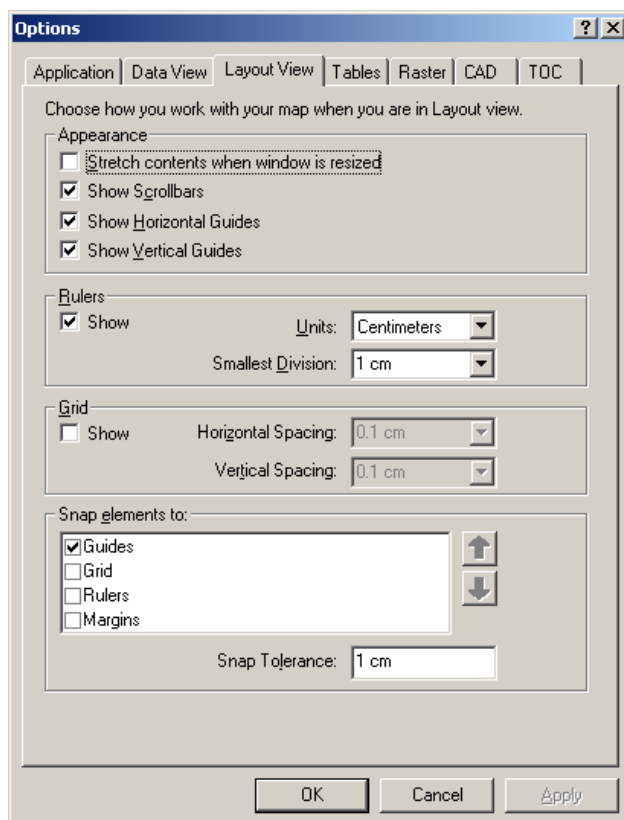 Options
Application Data View Layout View Tables Raster CAD TOC
Choose how you work with your map when you are in Layout view.
Appearance
Stretch contents when window is resized
Show Scrollbars
Show Horizontal Guides
Show Vertical Guides
Rulers
Show Units: Centimeters
Smallest Division: 1 cm
Grid
Show Horizontal Spacing: 0.1 cm
Vertical Spacing: 0.1 cm
Snap elements to:
Guides
Grid
Rulers
Margins
Snap Tolerance: 1 cm
OK Cancel Apply